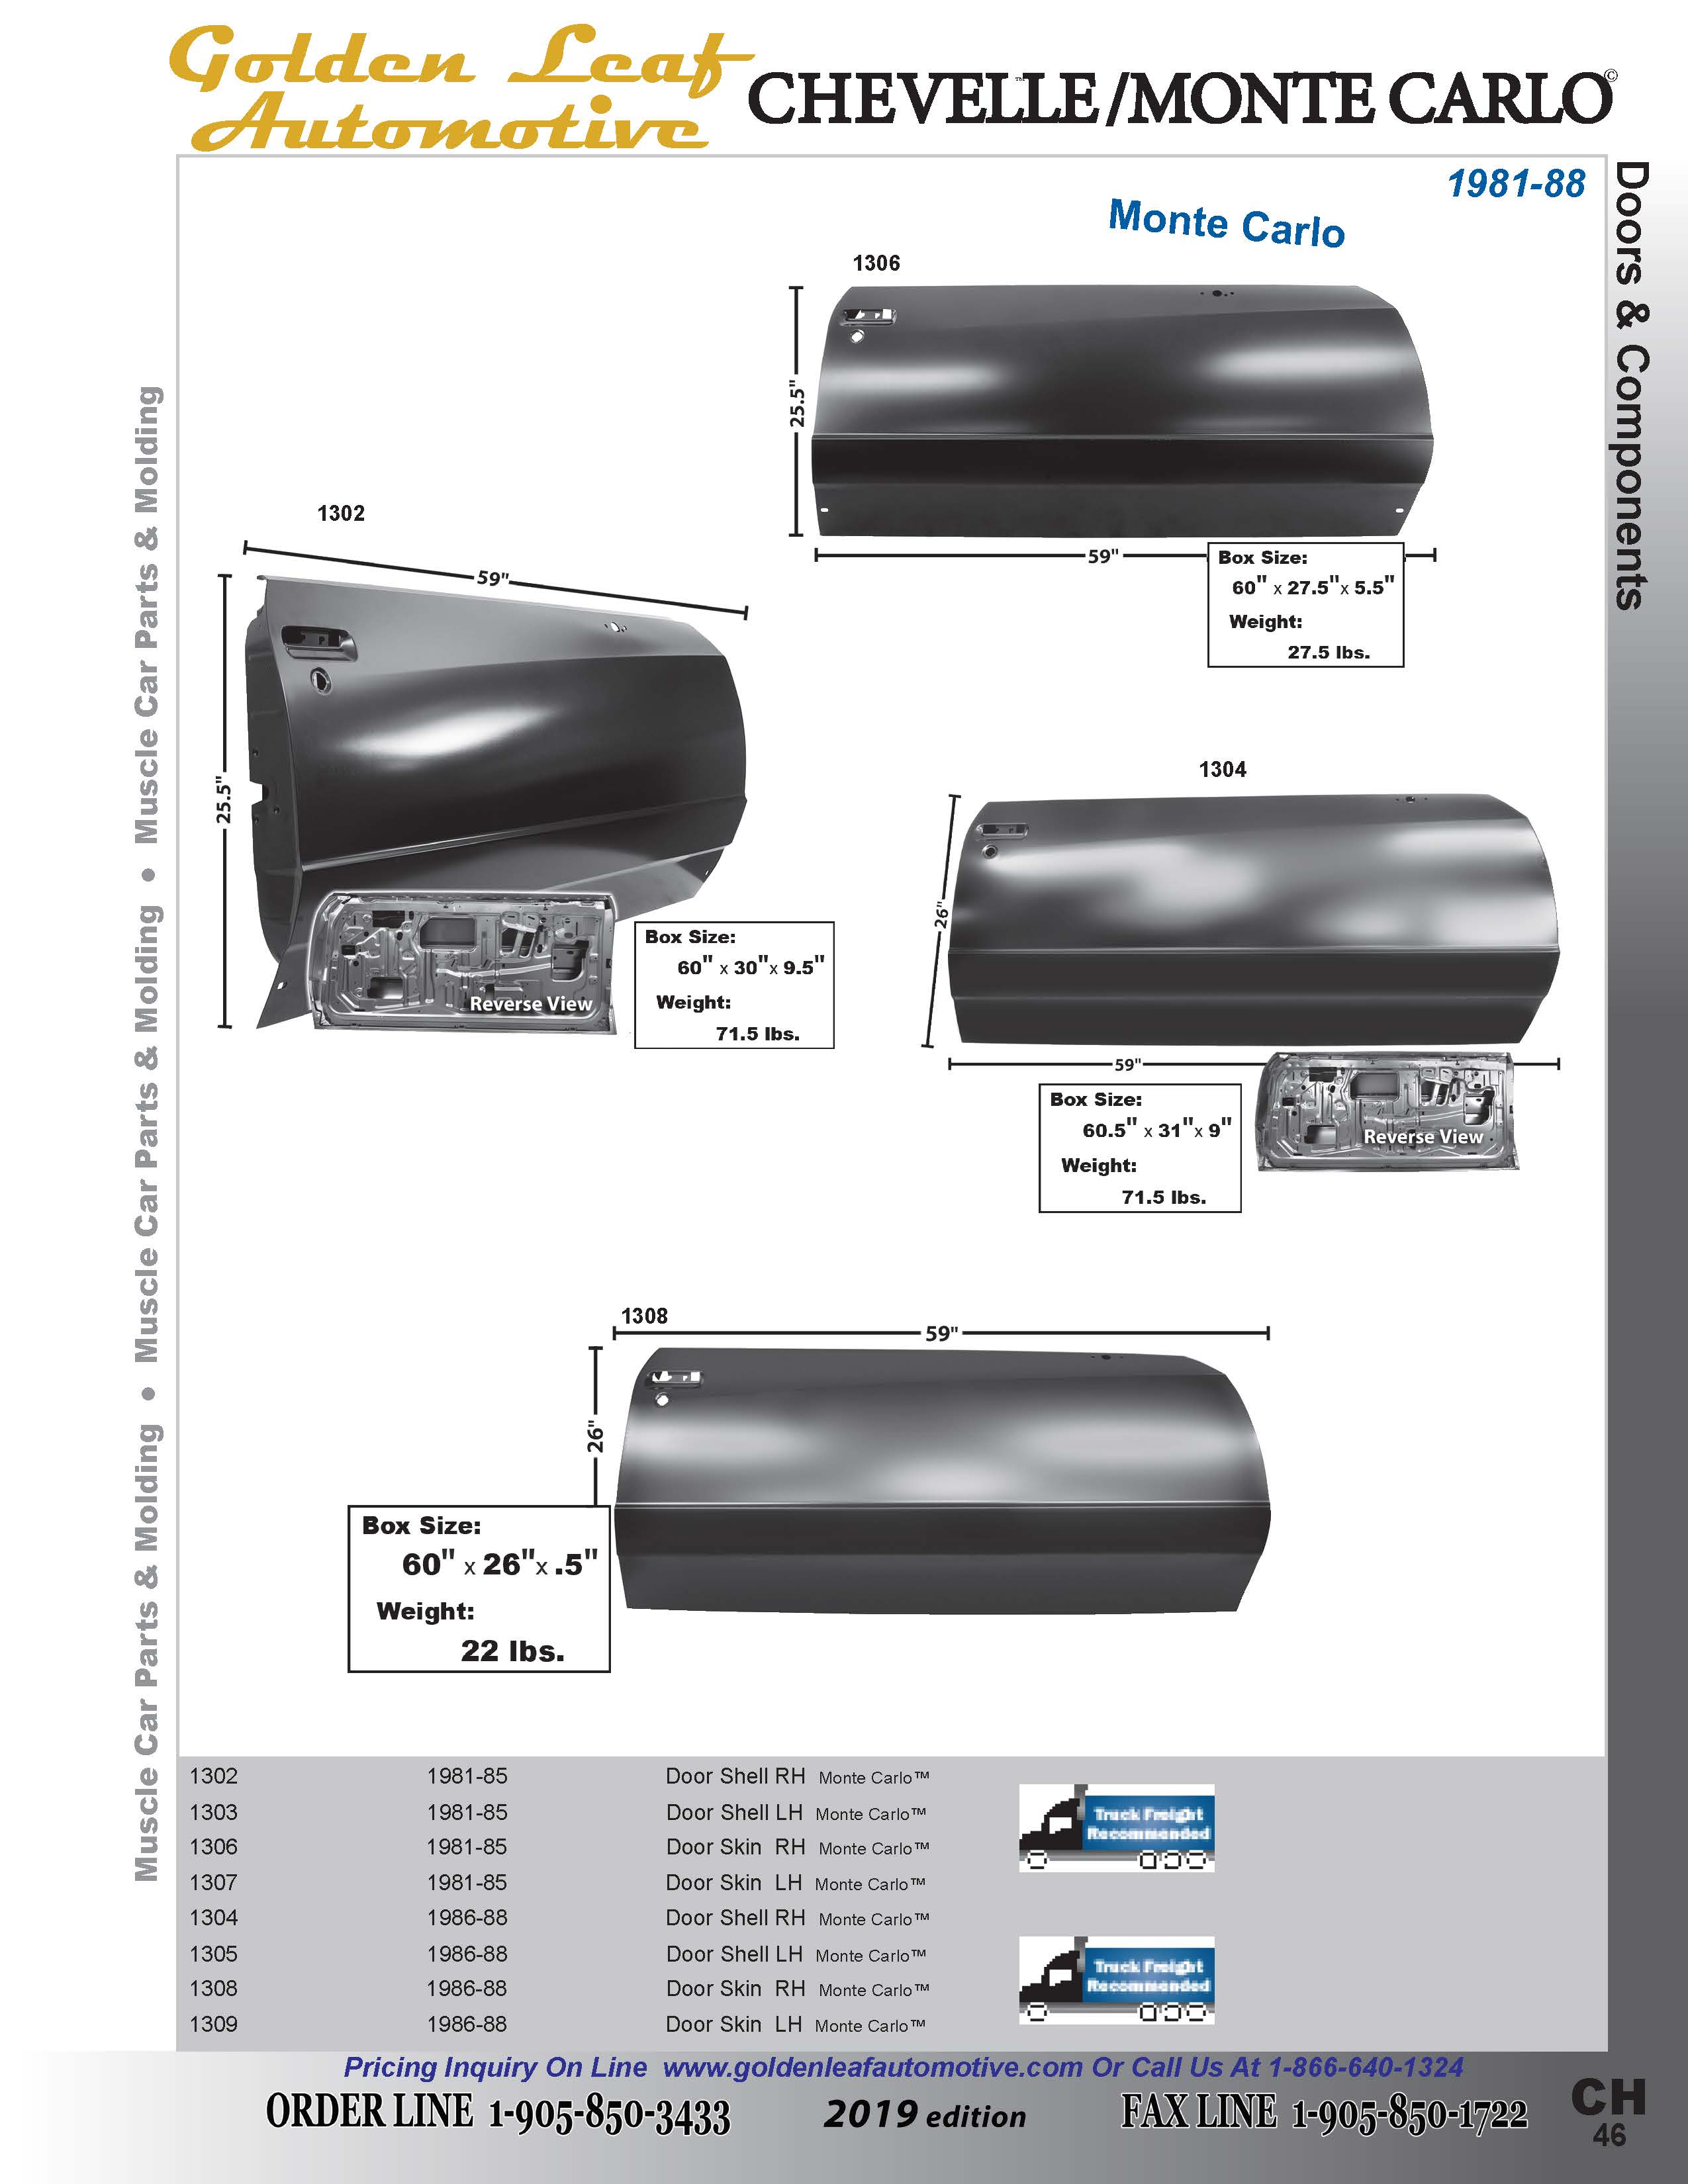 Golden Leaf
Automotive
CHEVELLE/MONTE CARLO©
™
1981-88
Monte Carlo
Doors & Components
Muscle Car Parts & Molding • Muscle Car Parts & Molding • Muscle Car Parts & Molding
1306
25.5"
59"
Box Size:
60" x 27.5"x 5.5"
Weight:
27.5 lbs.
1302
59"
25.5"
Reverse View
Box Size:
60" x 30"x 9.5"
Weight:
71.5 lbs.
1304
26"
59"
Reverse View
Box Size:
60.5" x 31"x 9"
Weight:
71.5 lbs.
1308
59"
26"
Box Size:
60" x 26"x .5"
Weight:
22 lbs.
1302 1981-85 Door Shell RH Monte Carlo™
1303 1981-85 Door Shell LH Monte Carlo™
1306 1981-85 Door Skin RH Monte Carlo™
1307 1981-85 Door Skin LH Monte Carlo™
1304 1986-88 Door Shell RH Monte Carlo™
1305 1986-88 Door Shell LH Monte Carlo™
1308 1986-88 Door Skin RH Monte Carlo™
1309 1986-88 Door Skin LH Monte Carlo™
Truck Freight
Recommended
Truck Freight
Recommended
Pricing Inquiry On Line www.goldenleafautomotive.com Or Call Us At 1-866-640-1324
ORDER LINE 1-905-850-3433 2019 edition FAX LINE 1-905-850-1722
CH
46